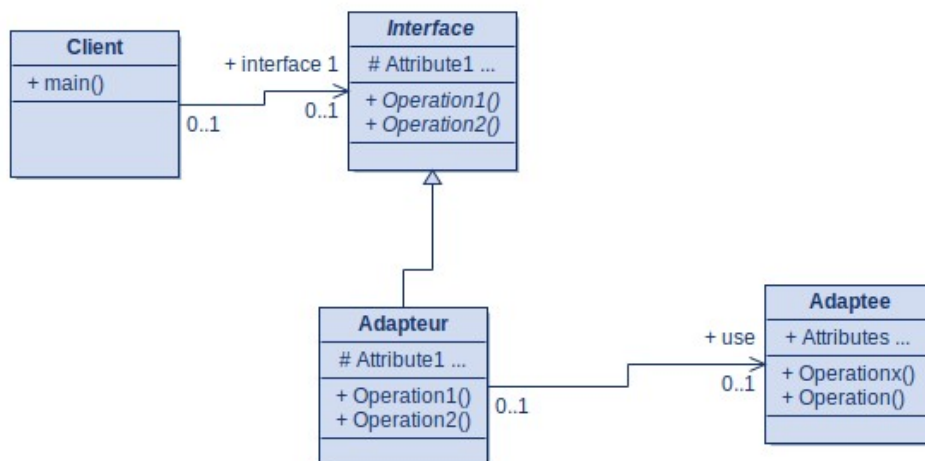 Client
+ main()
+ interface 1
0..1
0..1
Interface
# Attribute1 ...
+ Operation1()
+ Operation2()
Adapteur
# Attribute1 ...
+ Operation1()
+ Operation2()
+ use
0..1
0..1
Adaptee
+ Attributes ...
+ Operationx()
+ Operation()